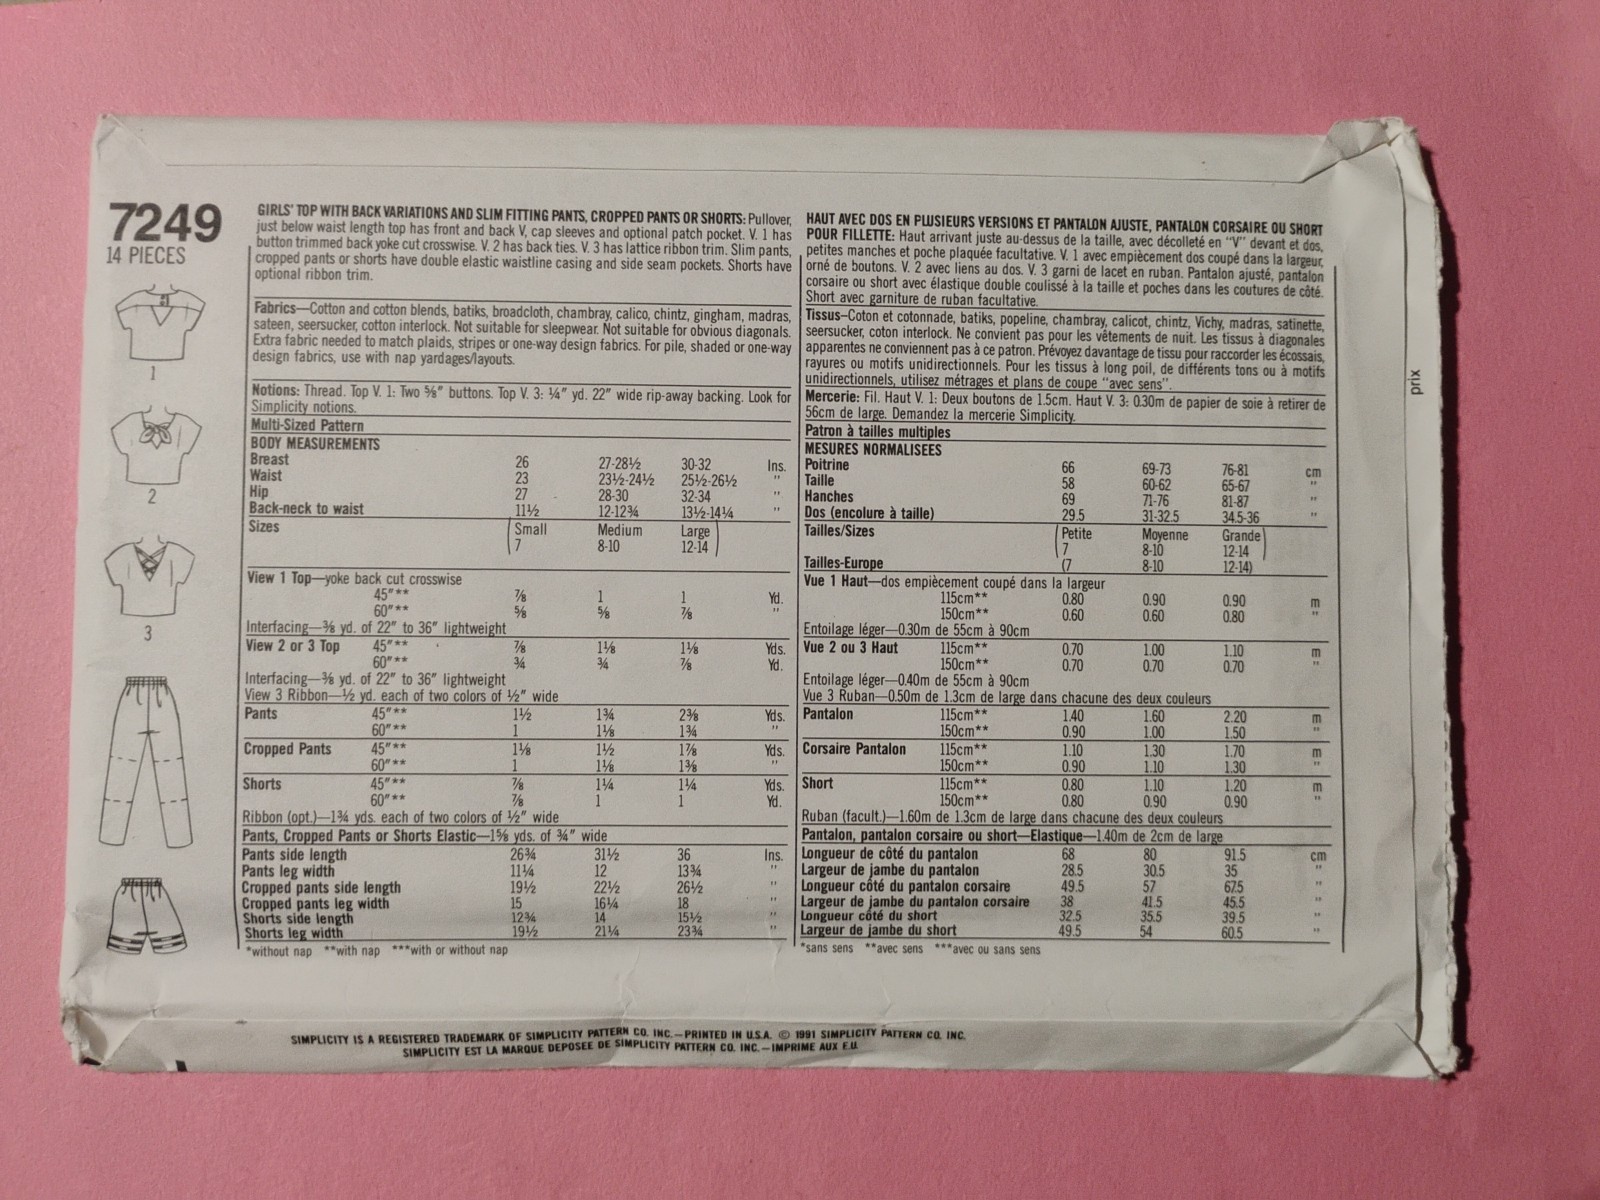 7249
14 PIECES
1
2
3
GIRLS' TOP WITH BACK VARIATIONS AND SLIM FITTING PANTS, CROPPED PANTS OR SHORTS: Pullover,
just below waist length top has front and back V, cap sleeves and optional patch pocket. V. 1 has
button trimmed back yoke cut crosswise. V. 2 has back ties. V. 3 has lattice ribbon trim. Slim pants,
cropped pants or shorts have double elastic waistline casing and side seam pockets. Shorts have
optional ribbon trim.
Fabrics—Cotton and cotton blends, batiks, broadcloth, chambray, calico, chintz, gingham, madras,
sateen, seersucker, cotton interlock. Not suitable for sleepwear. Not suitable for obvious diagonals.
Extra fabric needed to match plaids, stripes or one-way design fabrics. For pile, shaded or one-way
design fabrics, use with nap yardages/layouts.
Notions: Thread. Top V. 1: Two ⅝" buttons. Top V. 3: ¼" yd. 22" wide rip-away backing. Look for
Simplicity notions.
Multi-Sized Pattern
BODY MEASUREMENTS
Breast 26 27-28½ 30-32 Ins.
Waist 23 23½-24½ 25½-26½ "
Hip 27 28-30 32-34 "
Back-neck to waist 11½ 12-12¾ 13½-14¼ "
Sizes (Small Medium Large)
(7 8-10 12-14)
View 1 Top—yoke back cut crosswise
45"** ⅞ 1 1 Yd.
60"** ⅝ ⅝ ⅞ "
Interfacing—⅜ yd. of 22" to 36" lightweight
View 2 or 3 Top 45"** ⅞ 1⅛ 1⅛ Yds.
60"** ¾ ¾ ⅞ Yd.
Interfacing—⅜ yd. of 22" to 36" lightweight
View 3 Ribbon—½ yd. each of two colors of ½" wide
Pants 45"** 1½ 1¾ 2⅜ Yds.
60"** 1 1⅛ 1¾ "
Cropped Pants 45"** 1⅛ 1½ 1⅞ Yds.
60"** 1 1⅛ 1⅜ "
Shorts 45"** ⅞ 1¼ 1¼ Yds.
60"** ⅞ 1 1 Yd.
Ribbon (opt.)—1¾ yds. each of two colors of ½" wide
Pants, Cropped Pants or Shorts Elastic—1⅝ yds. of ¾" wide
Pants side length 26¾ 31½ 36 Ins.
Pants leg width 11¼ 12 13¾ "
Cropped pants side length 19½ 22½ 26½ "
Cropped pants leg width 15 16¼ 18 "
Shorts side length 12¾ 14 15½ "
Shorts leg width 19½ 21¼ 23¾ "
*without nap **with nap ***with or without nap
HAUT AVEC DOS EN PLUSIEURS VERSIONS ET PANTALON AJUSTE, PANTALON CORSAIRE OU SHORT
POUR FILLETTE: Haut arrivant juste au-dessus de la taille, avec décolleté en "V" devant et dos,
petites manches et poche plaquée facultative. V. 1 avec empiècement dos coupé dans la largeur,
orné de boutons. V. 2 avec liens au dos. V. 3 garni de lacet en ruban. Pantalon ajusté, pantalon
corsaire ou short avec élastique double coulissé à la taille et poches dans les coutures de côté.
Short avec garniture de ruban facultative.
Tissus—Coton et cotonnade, batiks, popeline, chambray, calicot, chintz, Vichy, madras, satinette,
seersucker, coton interlock. Ne convient pas pour les vêtements de nuit. Les tissus à diagonales
apparentes ne conviennent pas à ce patron. Prévoyez davantage de tissu pour raccorder les écossais,
rayures ou motifs unidirectionnels. Pour les tissus à long poil, de différents tons ou à motifs
unidirectionnels, utilisez métrages et plans de coupe "avec sens".
Mercerie: Fil. Haut V. 1: Deux boutons de 1.5cm. Haut V. 3: 0.30m de papier de soie à retirer de
56cm de large. Demandez la mercerie Simplicity.
Patron à tailles multiples
MESURES NORMALISEES
Poitrine 66 69-73 76-81 cm
Taille 58 60-62 65-67 "
Hanches 69 71-76 81-87 "
Dos (encolure à taille) 29.5 31-32.5 34.5-36 "
Tailles/Sizes (Petite Moyenne Grande)
(7 8-10 12-14)
Tailles-Europe (7 8-10 12-14)
Vue 1 Haut—dos empiècement coupé dans la largeur
115cm** 0.80 0.90 0.90 m
150cm** 0.60 0.60 0.80 "
Entoilage léger—0.30m de 55cm à 90cm
Vue 2 ou 3 Haut 115cm** 0.70 1.00 1.10 m
150cm** 0.70 0.70 0.70 "
Entoilage léger—0.40m de 55cm à 90cm
Vue 3 Ruban—0.50m de 1.3cm de large dans chacune des deux couleurs
Pantalon 115cm** 1.40 1.60 2.20 m
150cm** 0.90 1.00 1.50 "
Corsaire Pantalon 115cm** 1.10 1.30 1.70 m
150cm** 0.90 1.10 1.30 "
Short 115cm** 0.80 1.10 1.20 m
150cm** 0.80 0.90 0.90 "
Ruban (facult.)—1.60m de 1.3cm de large dans chacune des deux couleurs
Pantalon, pantalon corsaire ou short—Elastique—1.40m de 2cm de large
Longueur de côté du pantalon 68 80 91.5 cm
Largeur de jambe du pantalon 28.5 30.5 35 "
Longueur côté du pantalon corsaire 49.5 57 67.5 "
Largeur de jambe du pantalon corsaire 38 41.5 45.5 "
Longueur côté du short 32.5 35.5 39.5 "
Largeur de jambe du short 49.5 54 60.5 "
*sans sens **avec sens ***avec ou sans sens
prix
SIMPLICITY IS A REGISTERED TRADEMARK OF SIMPLICITY PATTERN CO. INC.—PRINTED IN U.S.A. © 1991 SIMPLICITY PATTERN CO. INC.
SIMPLICITY EST LA MARQUE DEPOSEE DE SIMPLICITY PATTERN CO. INC.—IMPRIME AUX E.U.